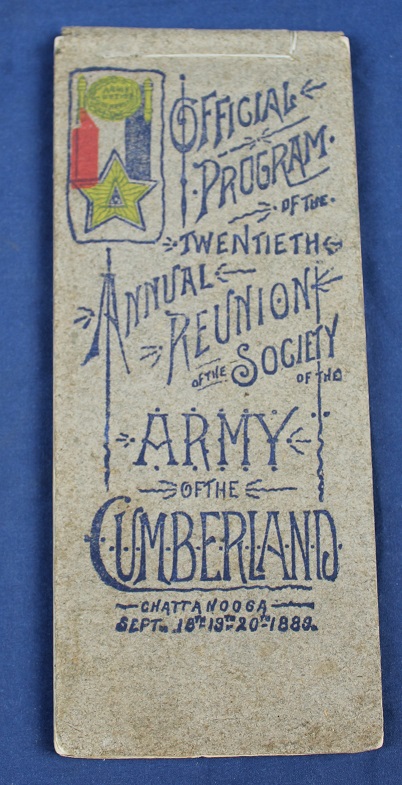 OFFICIAL
PROGRAM.
OF THE.
TWENTIETH
ANNUAL
REUNION
OF THE SOCIETY
OF THE
ARMY
OF THE
CUMBERLAND
CHATTANOOGA
SEPT. 18TH 19TH 20TH 1889.